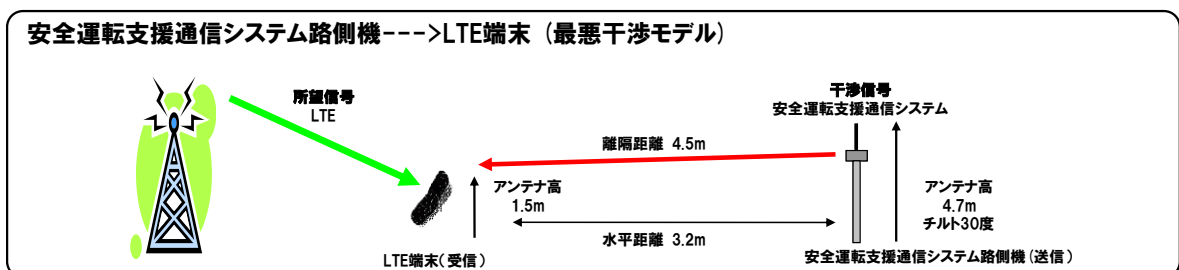 安全運転支援通信システム路側機--->LTE端末 (最悪干渉モデル)
所望信号
LTE
干渉信号
安全運転支援通信システム
離隔距離 4.5m
アンテナ高
1.5m
アンテナ高
4.7m
チルト30度
水平距離 3.2m
LTE端末(受信)
安全運転支援通信システム路側機(送信)